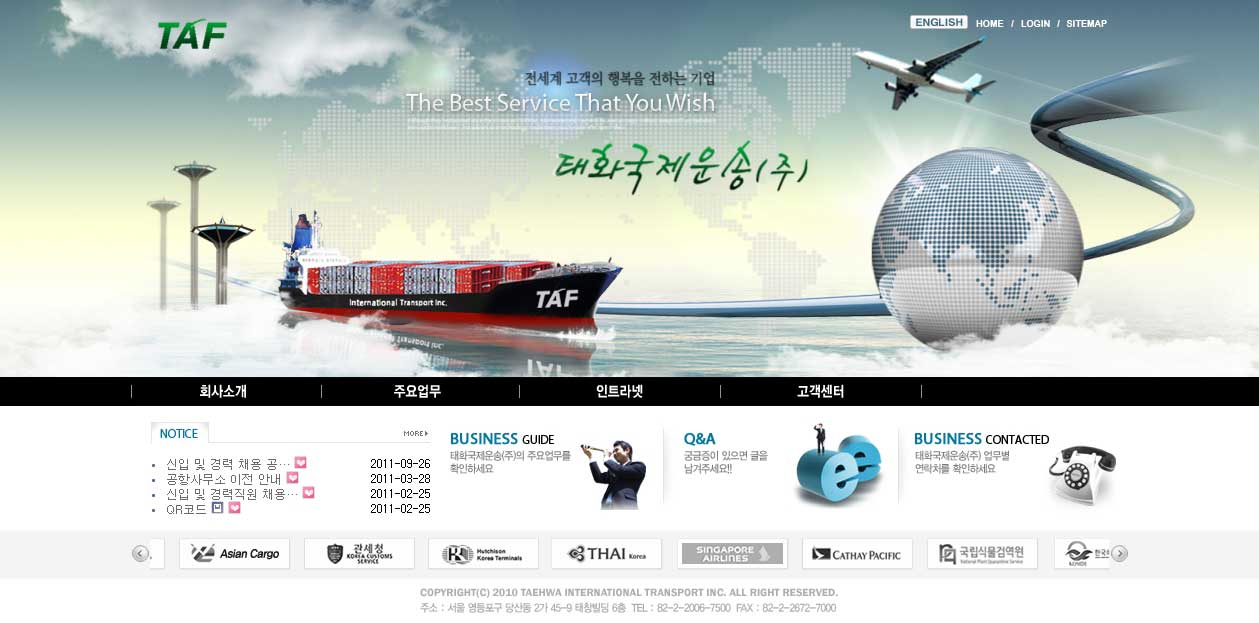 TAF
ENGLISH HOME / LOGIN / SITEMAP
전세계 고객의 행복을 전하는 기업
The Best Service That You Wish
태화국제운송(주)
International Transport Inc. TAF
회사소개 주요업무 인트라넷 고객센터
NOTICE MORE
신입 및 경력 채용 공… 2011-09-26
공항사무소 이전 안내 2011-03-28
신입 및 경력직원 채용… 2011-02-25
QR코드 2011-02-25
BUSINESS GUIDE
태화국제운송(주)의 주요업무를
확인하세요
Q&A
궁금증이 있으면 글을
남겨주세요!!
BUSINESS CONTACTED
태화국제운송(주) 업무별
연락처를 확인하세요
Asian Cargo
관세청
KOREA CUSTOMS
SERVICE
Hutchison
Korea Terminals
THAI Korea
SINGAPORE
AIRLINES
CATHAY PACIFIC
국립식물검역원
National Plant Quarantine Service
COPYRIGHT(C) 2010 TAEHWA INTERNATIONAL TRANSPORT INC. ALL RIGHT RESERVED.
주소 : 서울 영등포구 당산동 2가 45-9 태창빌딩 6층 TEL : 82-2-2006-7500 FAX : 82-2-2672-7000